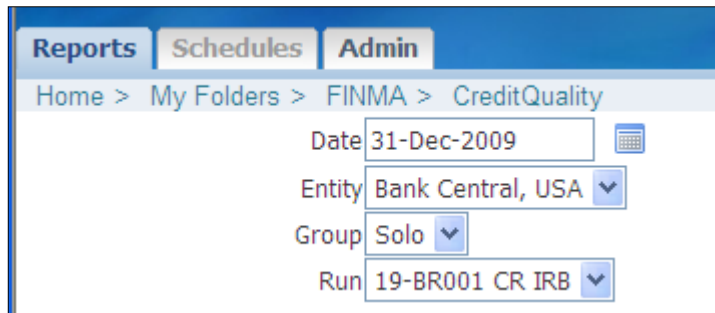 Reports Schedules Admin
Home > My Folders > FINMA > CreditQuality
Date 31-Dec-2009
Entity Bank Central, USA
Group Solo
Run 19-BR001 CR IRB